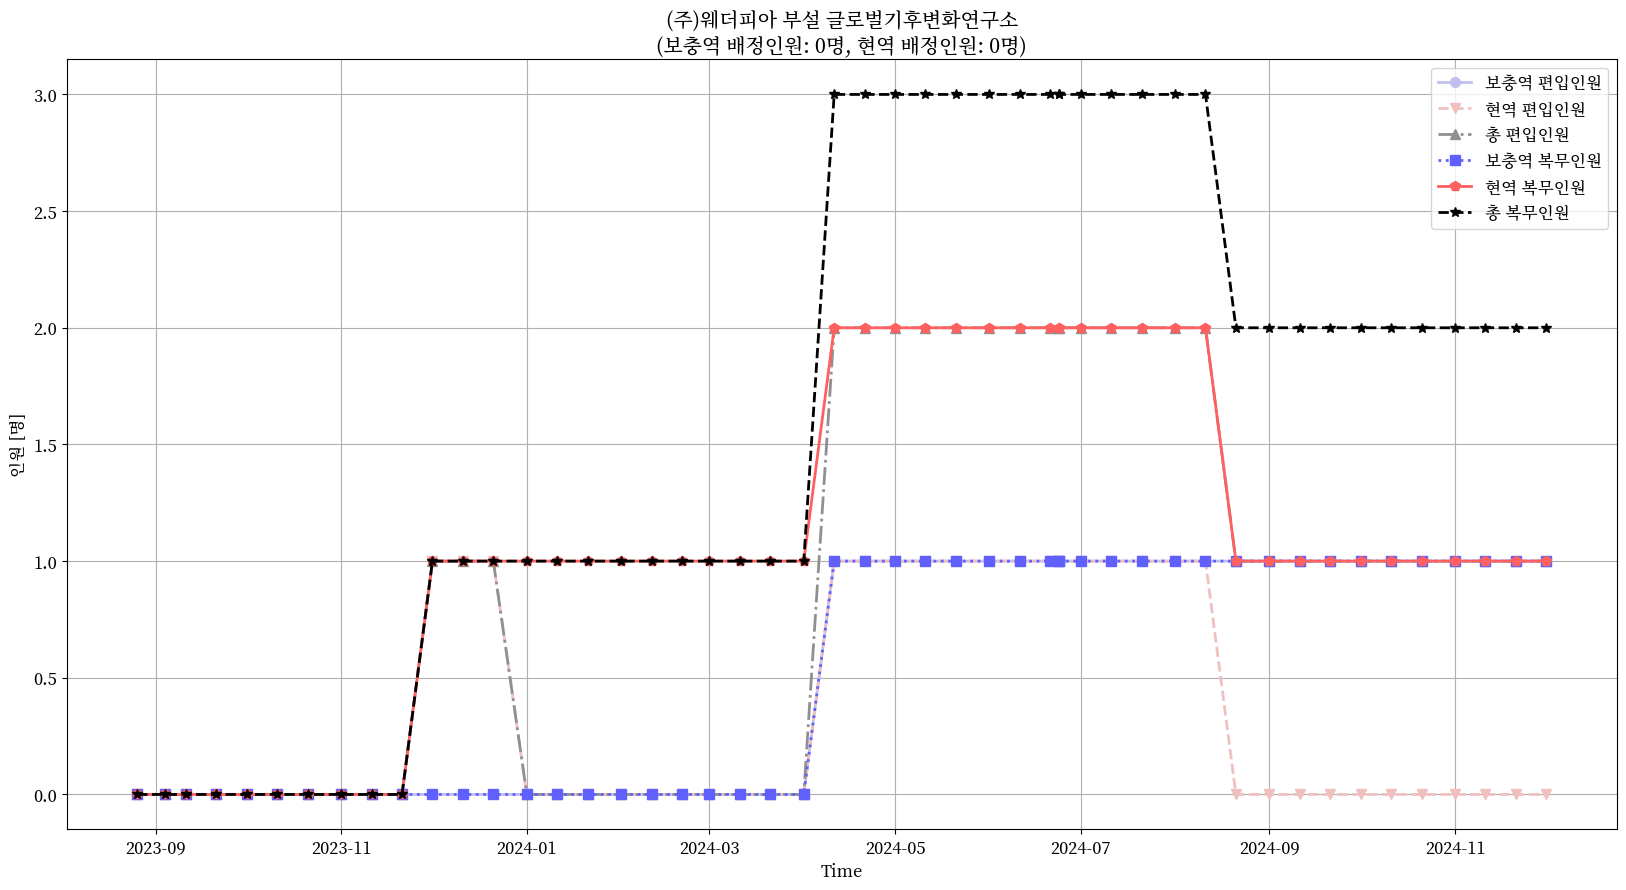 (주)웨더피아 부설 글로벌기후변화연구소
(보충역 배정인원: 0명, 현역 배정인원: 0명)
보충역 편입인원
현역 편입인원
총 편입인원
보충역 복무인원
현역 복무인원
총 복무인원
인원 [명]
3.0
2.5
2.0
1.5
1.0
0.5
0.0
2023-09
2023-11
2024-01
2024-03
2024-05
2024-07
2024-09
2024-11
Time